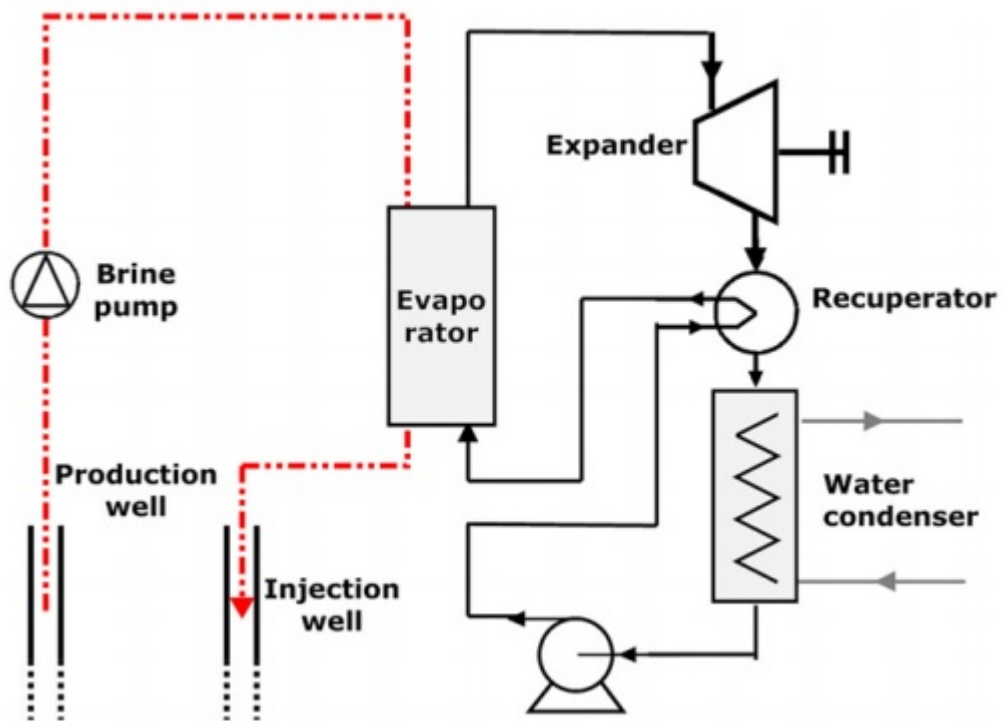 Expander
Brine
pump
Evapo
rator
Recuperator
Production
well
Water
condenser
Injection
well